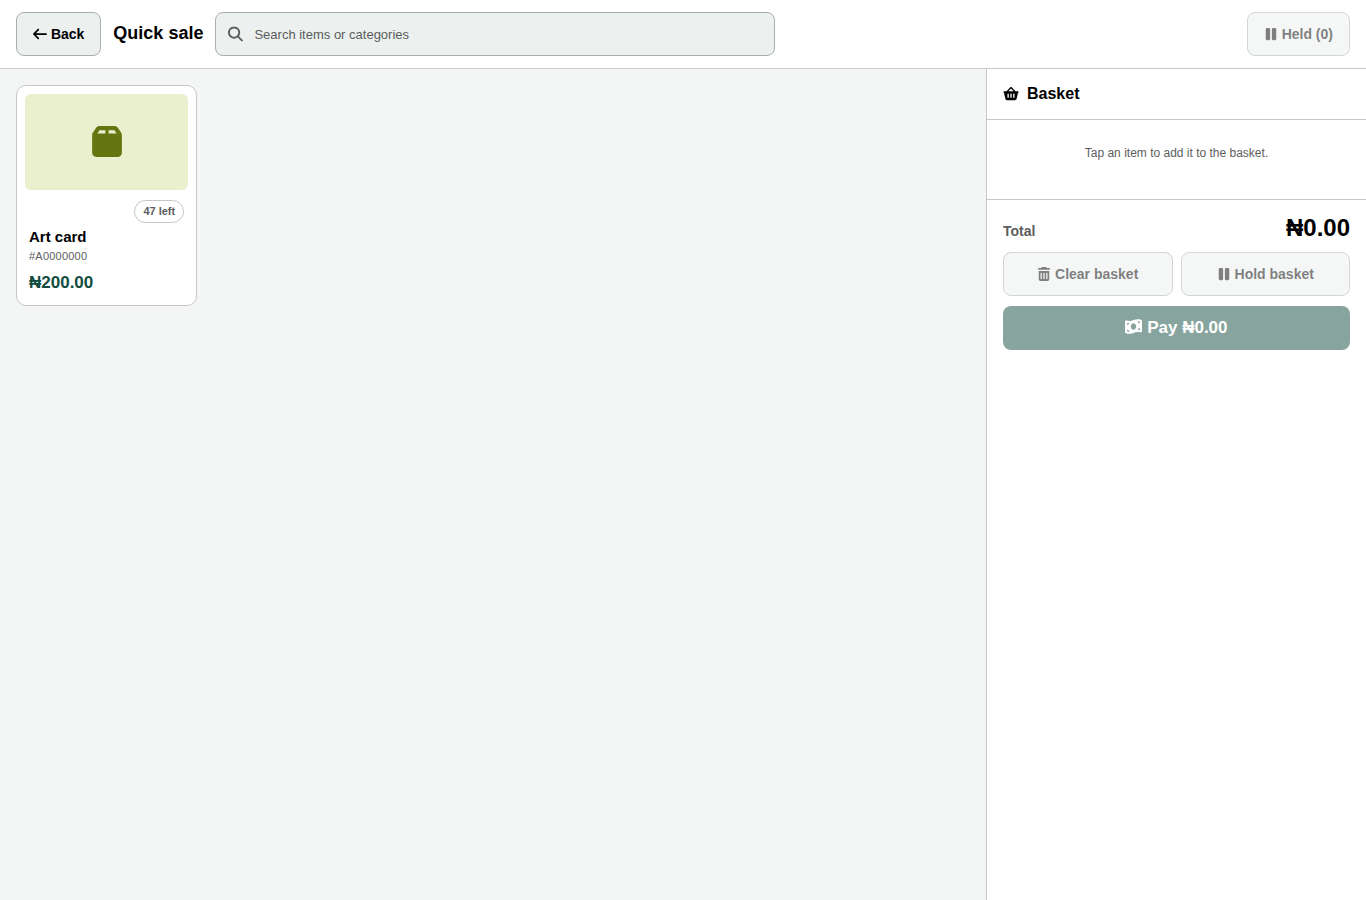 Back
Quick sale
Search items or categories
Held (0)
47 left
Art card
#A0000000
₦200.00
Basket
Tap an item to add it to the basket.
Total
₦0.00
Clear basket
Hold basket
Pay ₦0.00